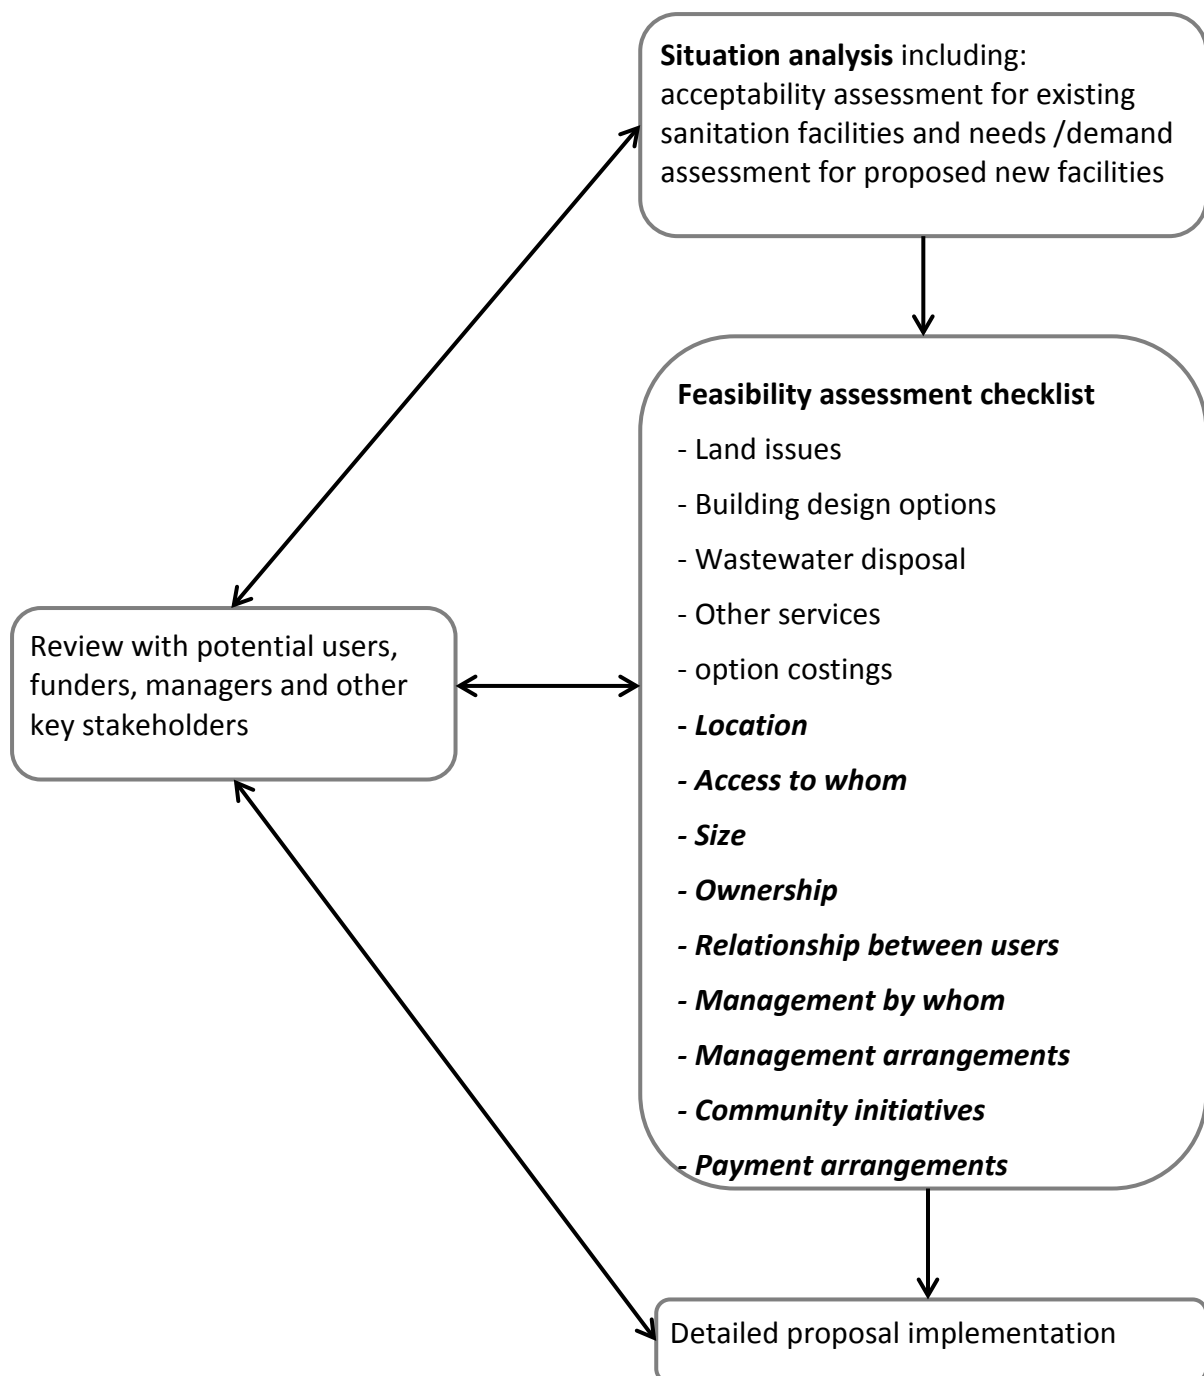 Situation analysis including:
acceptability assessment for existing
sanitation facilities and needs /demand
assessment for proposed new facilities
Feasibility assessment checklist
- Land issues
- Building design options
- Wastewater disposal
- Other services
- option costings
- Location
- Access to whom
- Size
- Ownership
- Relationship between users
- Management by whom
- Management arrangements
- Community initiatives
- Payment arrangements
Review with potential users,
funders, managers and other
key stakeholders
Detailed proposal implementation